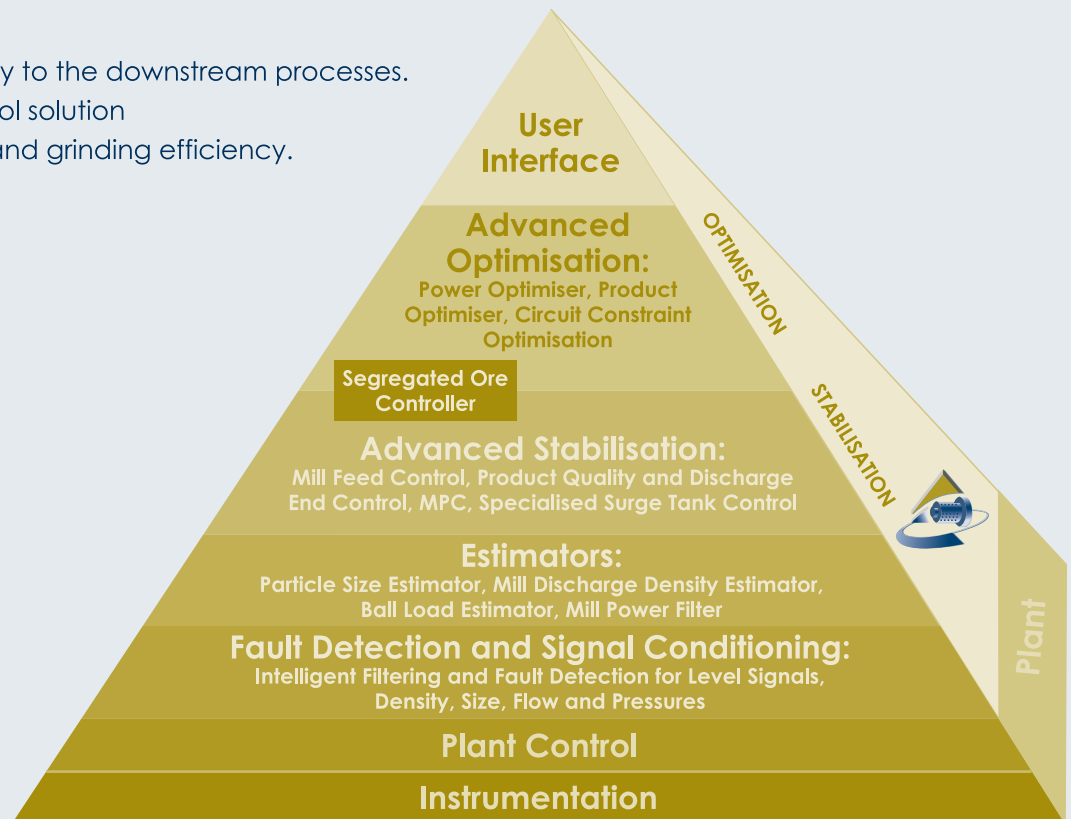 y to the downstream processes.
ol solution
and grinding efficiency.
User
Interface
Advanced
Optimisation:
Power Optimiser, Product
Optimiser, Circuit Constraint
Optimisation
Segregated Ore
Controller
Advanced Stabilisation:
Mill Feed Control, Product Quality and Discharge
End Control, MPC, Specialised Surge Tank Control
Estimators:
Particle Size Estimator, Mill Discharge Density Estimator,
Ball Load Estimator, Mill Power Filter
Fault Detection and Signal Conditioning:
Intelligent Filtering and Fault Detection for Level Signals,
Density, Size, Flow and Pressures
Plant Control
Instrumentation
OPTIMISATION
STABILISATION
Plant